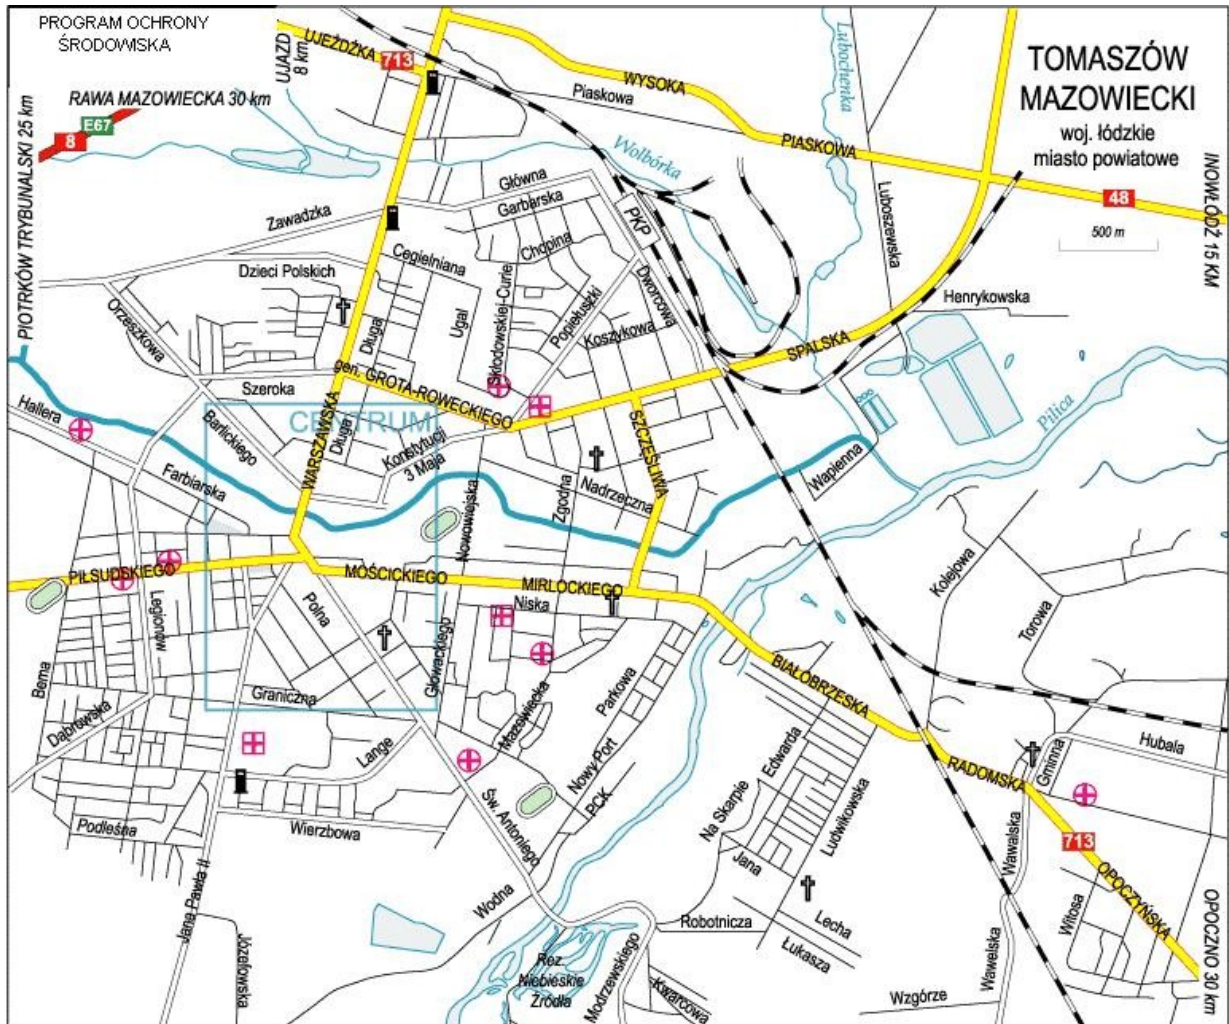 PROGRAM OCHRONY
ŚRODOWISKA
UJAZD
8 km
UJEŹDŹKA
713
WYSOKA
Piaskowa
PIASKOWA
Lubochenka
TOMASZÓW
MAZOWIECKI
woj. łódzkie
miasto powiatowe
RAWA MAZOWIECKA 30 km
E67
8
PIOTRKÓW TRYBUNALSKI 25 km
INOWŁÓDŹ 15 KM
48
500 m
Wolbórka
Główna
Garbarska
Zawadzka
PKP
Luboszewska
Chopina
Cegielniana
Dzieci Polskich
Dworcowa
Henrykowska
Orzeszkowa
Długa
Ugal
Skłodowskiej-Curie
Popiełuszki
Koszykowa
SPALSKA
gen. GROTA-ROWECKIEGO
Szeroka
Hallera
Barlickiego
CENTRUM
WARSZAWSKA
Długa
Konstytucji
3 Maja
SZCZĘŚLIWA
Pilica
Wapienna
Farbiarska
Nowowiejska
Zgodna
Nadrzeczna
PIŁSUDSKIEGO
MOŚCICKIEGO
MIRLOCKIEGO
Niska
Kolejowa
Torowa
Legionów
Polna
Głowackiego
Bema
Graniczna
Dąbrowska
Lange
Mazowiecka
Parkowa
BIAŁOBRZESKA
Nowy Port
PCK
Edwarda
Na Skarpie
Ludwikowska
RADOMSKA
Gminna
Hubala
Podleśna
Wierzbowa
Św. Antoniego
Jana
Wawalska
713
OPOCZYŃSKA
Jana Pawła II
Wodna
Robotnicza
Lecha
Łukasza
Witosa
OPOCZNO 30 km
Józefowska
Rez.
Niebieskie
Źródła
Modrzewskiego
Kwarcowa
Wawelska
Wzgórze